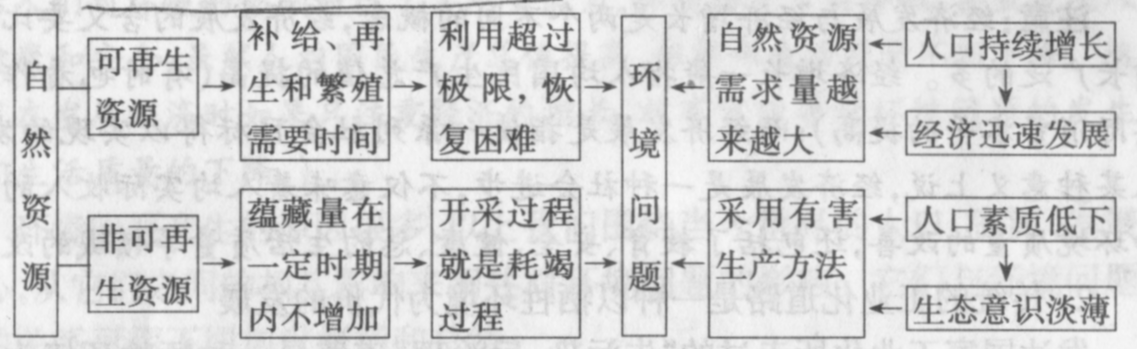 自然资源
可再生
资源
补给、再
生和繁殖
需要时间
利用超过
极限，恢
复困难
非可再
生资源
蕴藏量在
一定时期
内不增加
开采过程
就是耗竭
过程
环境问题
自然资源
需求量越
来越大
人口持续增长
经济迅速发展
采用有害
生产方法
人口素质低下
生态意识淡薄